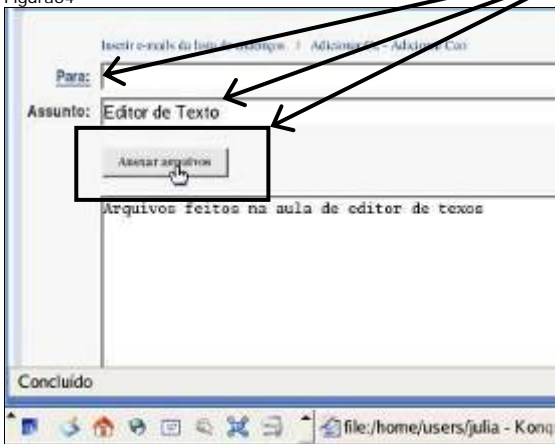 Inserir e-mails da lista de endereços | Adicionar Cc - Adicionar Cco
Para:
Assunto: Editor de Texto
Anexar arquivos
Arquivos feitos na aula de editor de texos
Concluído
file:/home/users/julia - Konq